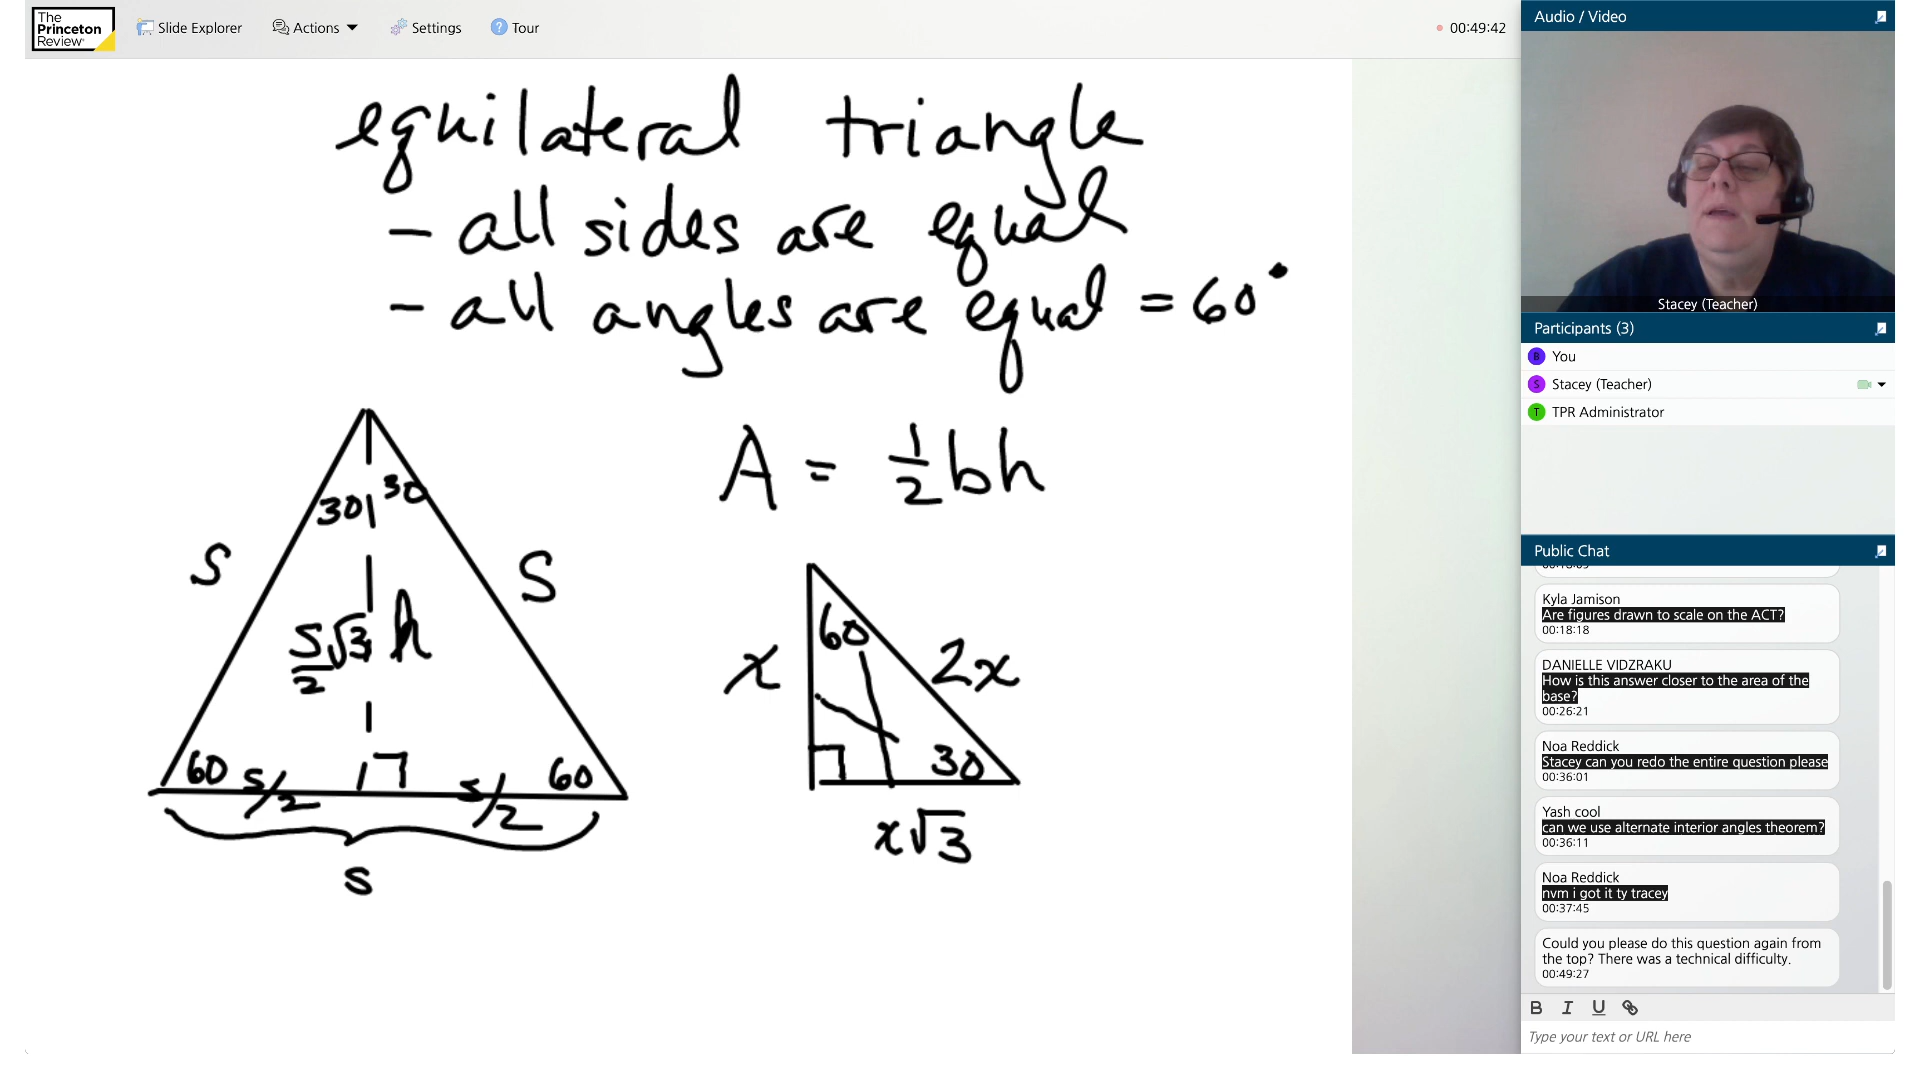 The
Princeton
Review
Slide Explorer
Actions
Settings
Tour
00:49:42
equilateral triangle
- all sides are equal
- all angles are equal = 60°
A = 1/2 bh
30 30
S
S
s/2 √3 h
60 s/2 s/2 60
s
60
x
2x
30
x√3
Audio / Video
Stacey (Teacher)
Participants (3)
B You
S Stacey (Teacher)
T TPR Administrator
Public Chat
Kyla Jamison
Are figures drawn to scale on the ACT?
00:18:18
DANIELLE VIDZRAKU
How is this answer closer to the area of the
base?
00:26:21
Noa Reddick
Stacey can you redo the entire question please
00:36:01
Yash cool
can we use alternate interior angles theorem?
00:36:11
Noa Reddick
nvm i got it ty tracey
00:37:45
Could you please do this question again from
the top? There was a technical difficulty.
00:49:27
B I U
Type your text or URL here